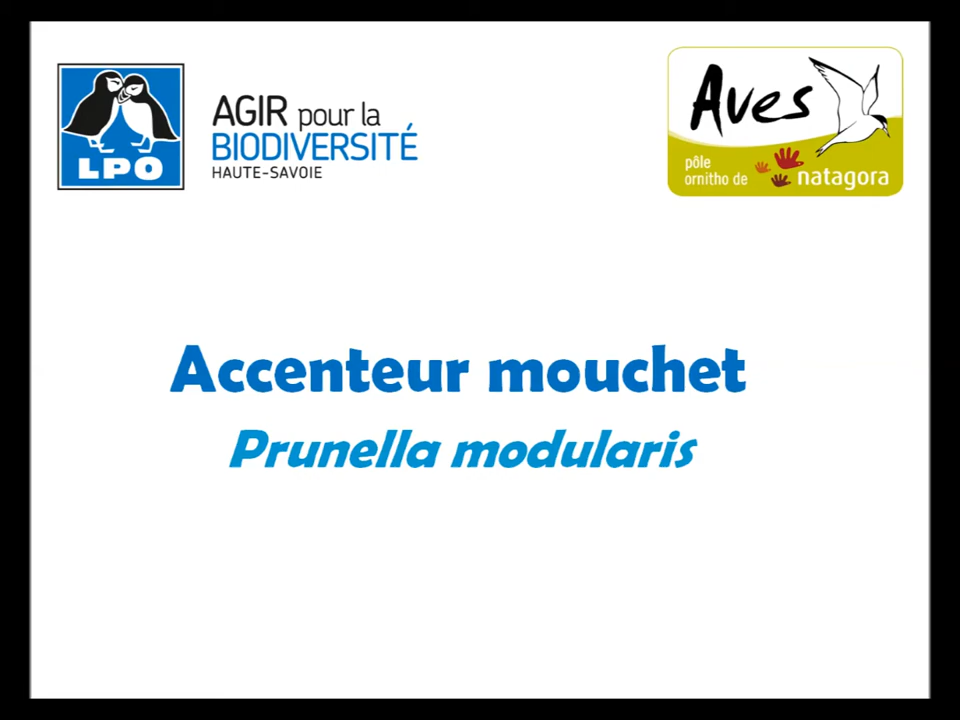 LPO
AGIR pour la
BIODIVERSITÉ
HAUTE-SAVOIE
Aves
pôle
ornitho de natagora
Accenteur mouchet
Prunella modularis